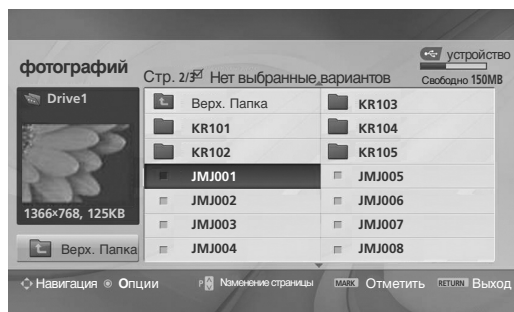 устройство
фотографий
Стр. 2/3 Нет выбранные вариантов
Свободно 150MB
Drive1
Верх. Папка KR103
KR101 KR104
KR102 KR105
JMJ001 JMJ005
JMJ002 JMJ006
JMJ003 JMJ007
JMJ004 JMJ008
1366×768, 125KB
Верх. Папка
Навигация Опции P Nзменение страницы MARK Отметить RETURN Выход